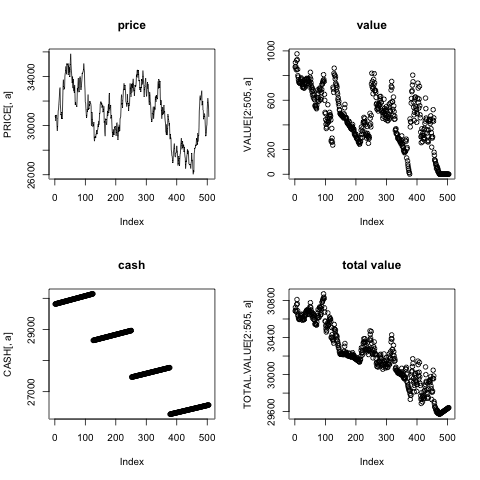 price
PRICE[, a]
34000
30000
26000
0 100 200 300 400 500
Index
value
VALUE[2:505, a]
1000
600
200
0
0 100 200 300 400 500
Index
cash
CASH[, a]
29000
27000
0 100 200 300 400 500
Index
total value
TOTAL.VALUE[2:505, a]
30800
30400
30000
29600
0 100 200 300 400 500
Index